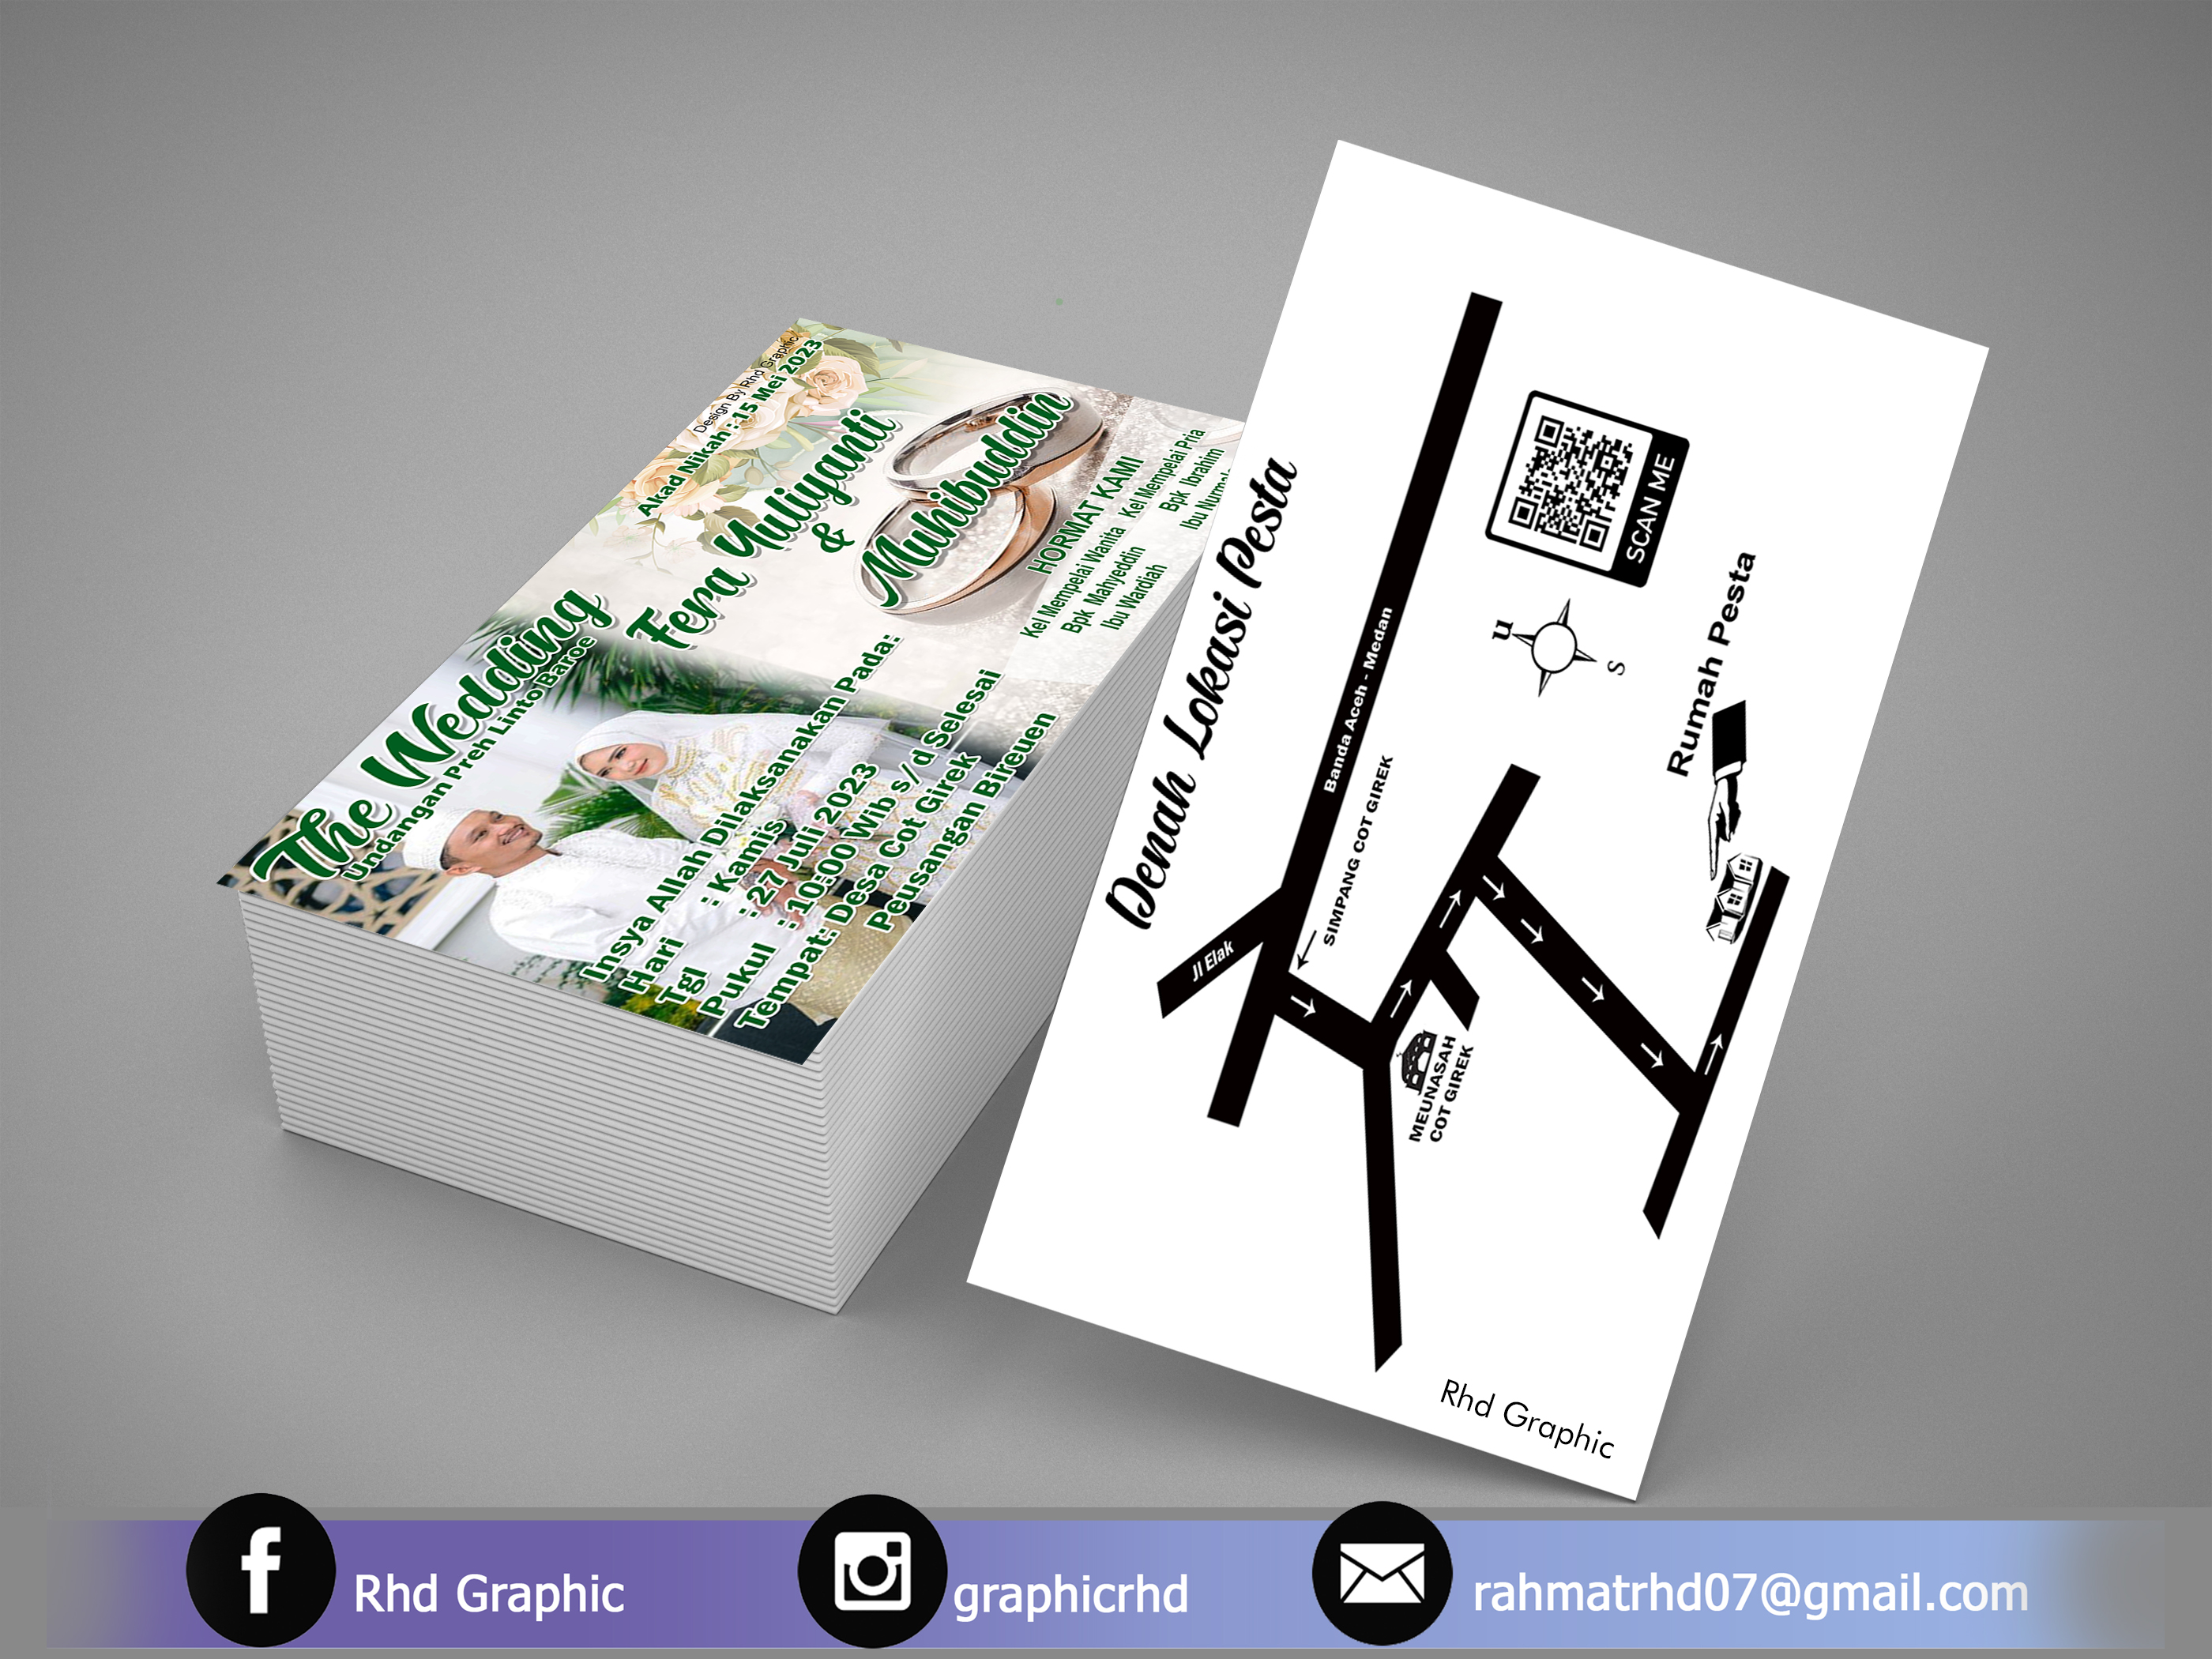 Design By Rhd Graphic
Akad Nikah : 15 Mei 2023
The Wedding
Undangan Preh Linto Baroe
Fera Yuliyanti
&
Muhibuddin
Insya Allah Dilaksanakan Pada:
Hari : Kamis
Tgl : 27 Juli 2023
Pukul : 10:00 Wib s/d Selesai
Tempat: Desa Cot Girek
Peusangan Bireuen
HORMAT KAMI
Kel Mempelai Wanita Kel Mempelai Pria
Bpk Mahyeddin Bpk Ibrahim
Ibu Wardiah Ibu
Denah Lokasi Pesta
Banda Aceh - Medan
Jl Elak
SIMPANG COT GIREK
SCAN ME
u
s
Rumah Pesta
MEUNASAH
COT GIREK
Rhd Graphic
f Rhd Graphic
graphicrhd
rahmatrhd07@gmail.com